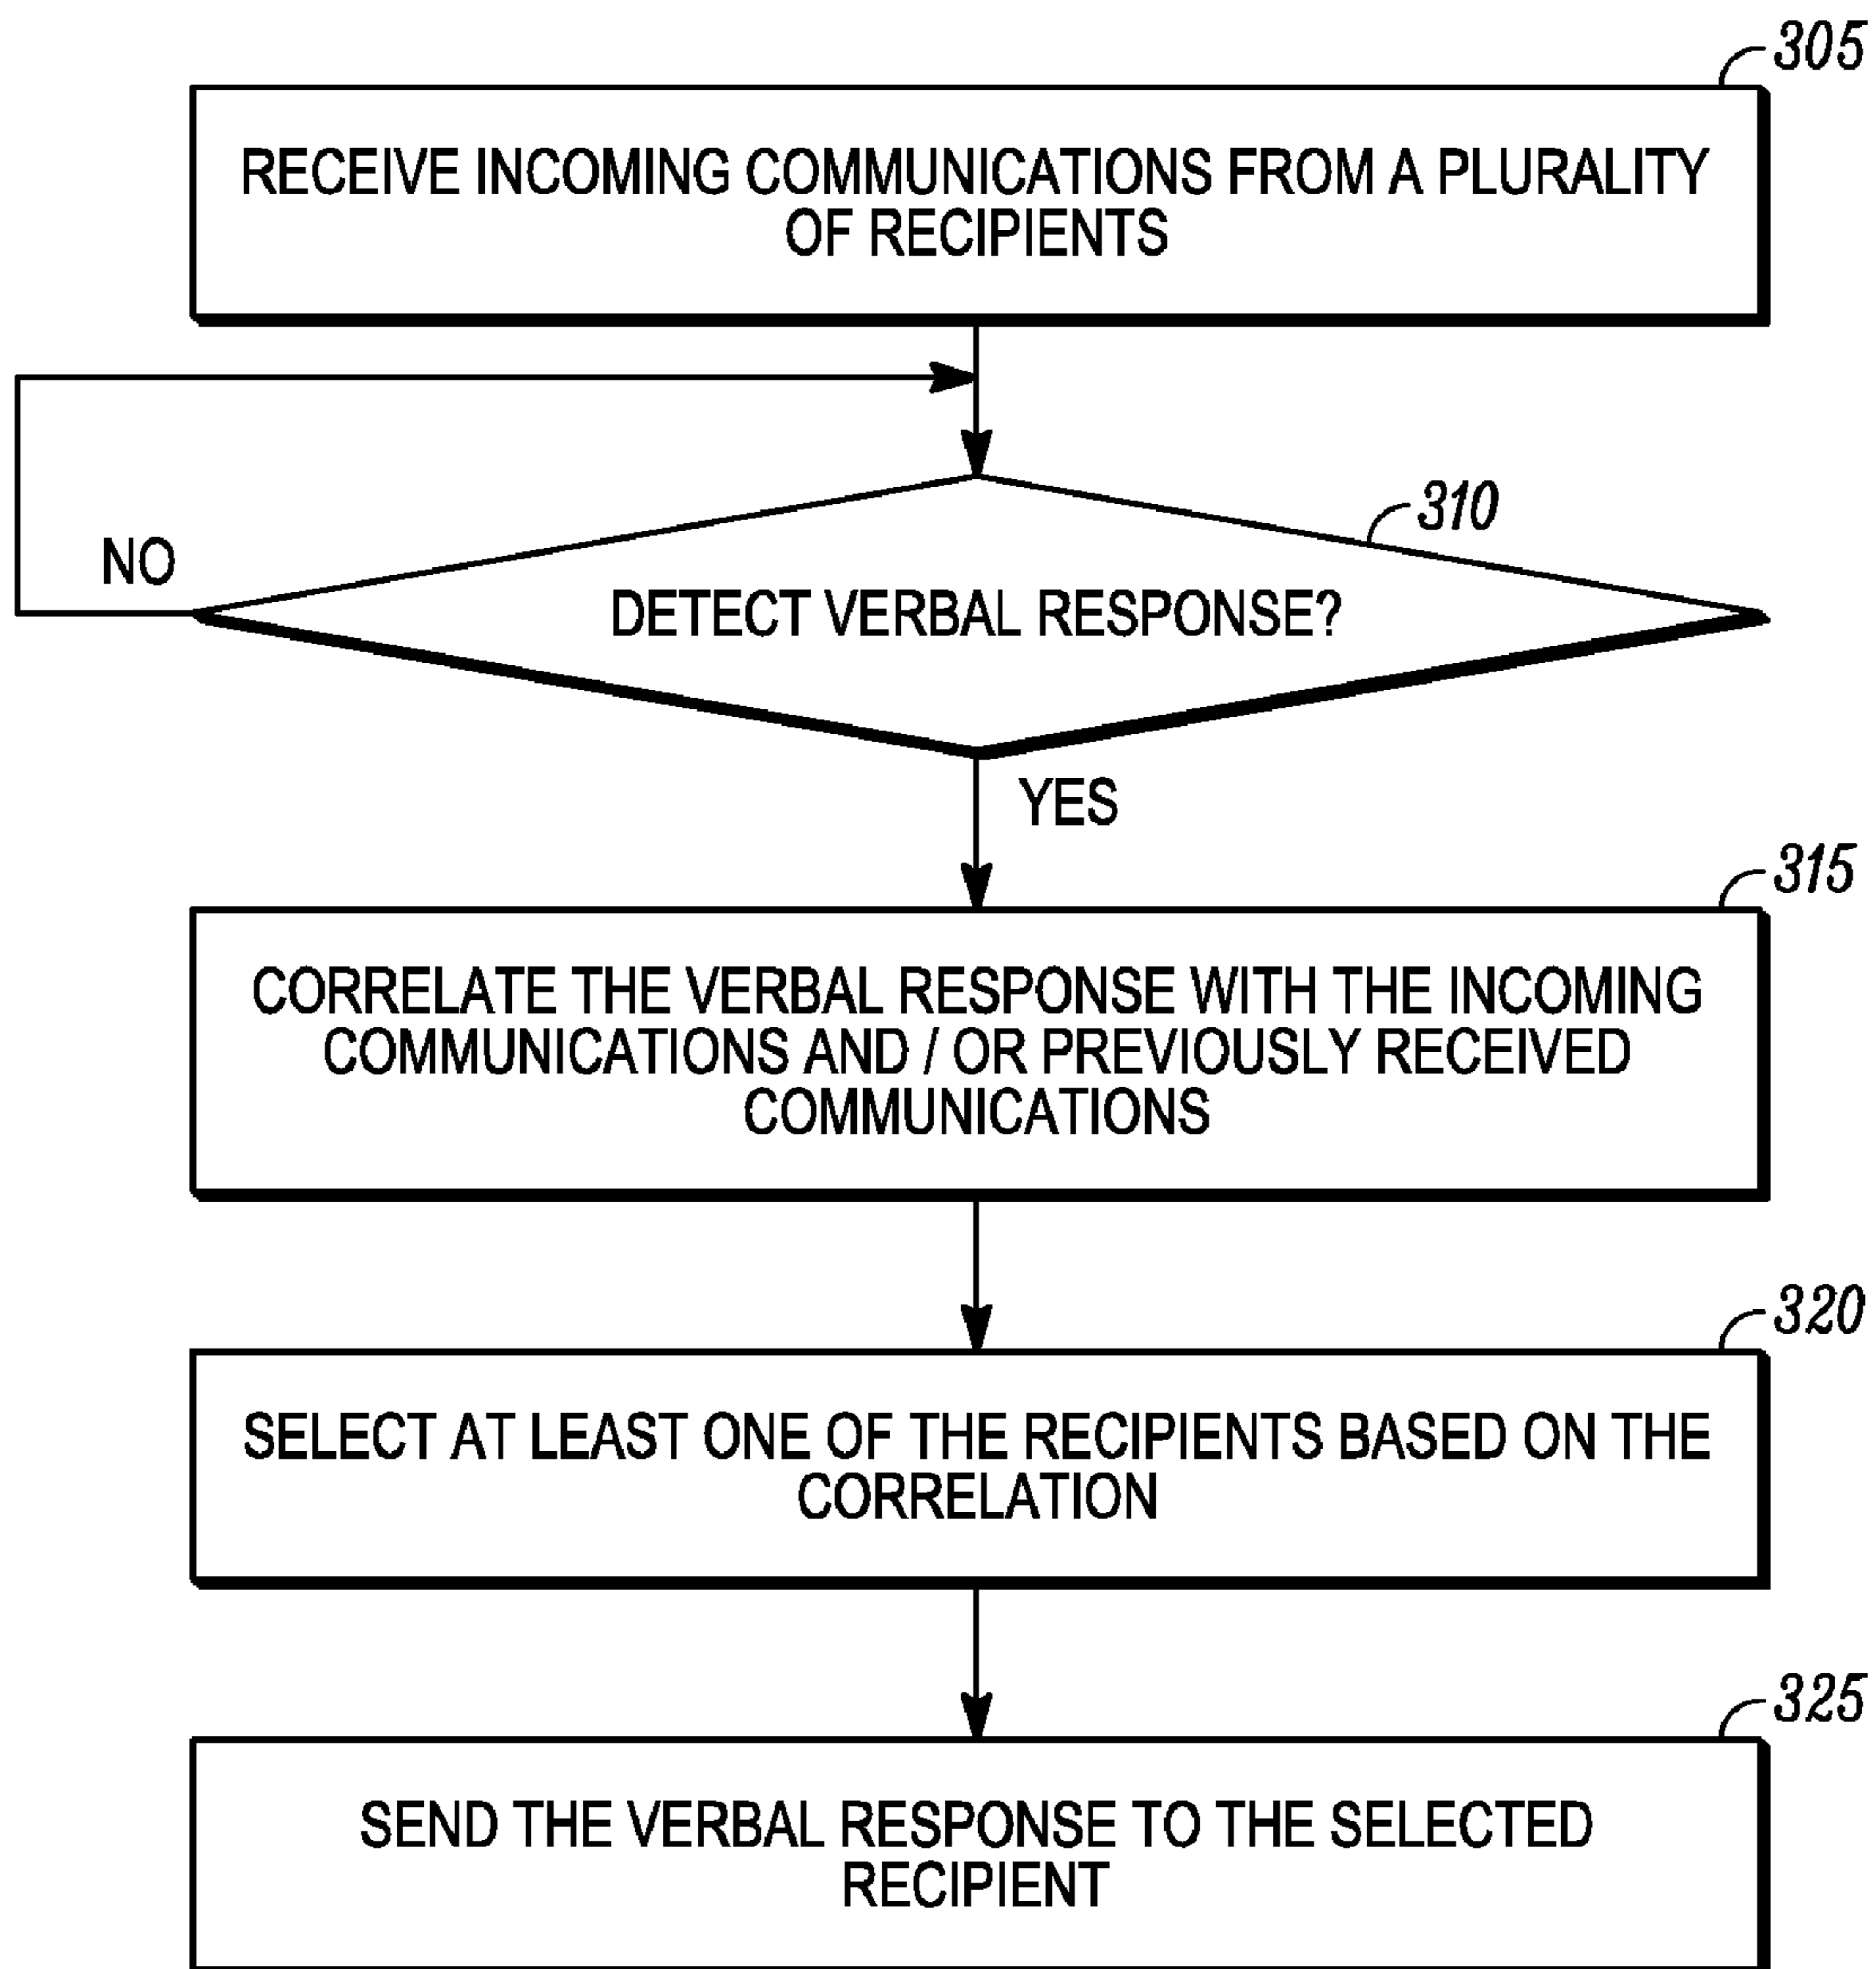 305
RECEIVE INCOMING COMMUNICATIONS FROM A PLURALITY
OF RECIPIENTS
310
NO
DETECT VERBAL RESPONSE?
YES
315
CORRELATE THE VERBAL RESPONSE WITH THE INCOMING
COMMUNICATIONS AND / OR PREVIOUSLY RECEIVED
COMMUNICATIONS
320
SELECT AT LEAST ONE OF THE RECIPIENTS BASED ON THE
CORRELATION
325
SEND THE VERBAL RESPONSE TO THE SELECTED
RECIPIENT